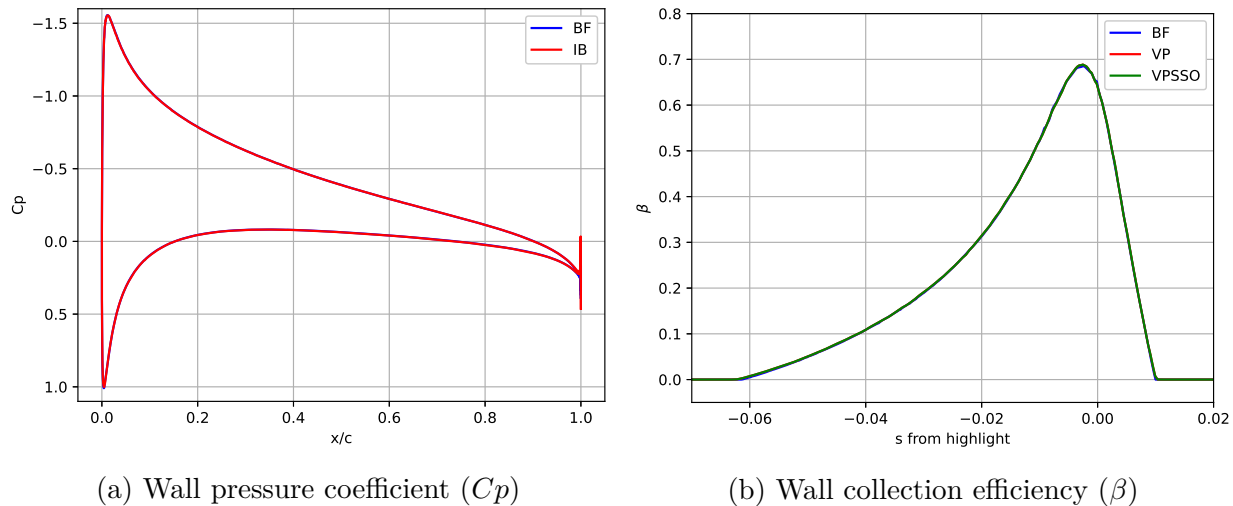 −1.5
−1.0
−0.5
0.0
0.5
1.0
Cp
0.0
0.2
0.4
0.6
0.8
1.0
x/c
BF
IB
(a) Wall pressure coefficient (Cp)
0.8
0.7
0.6
0.5
0.4
0.3
0.2
0.1
0.0
β
−0.06
−0.04
−0.02
0.00
0.02
s from highlight
BF
VP
VPSSO
(b) Wall collection efficiency (β)